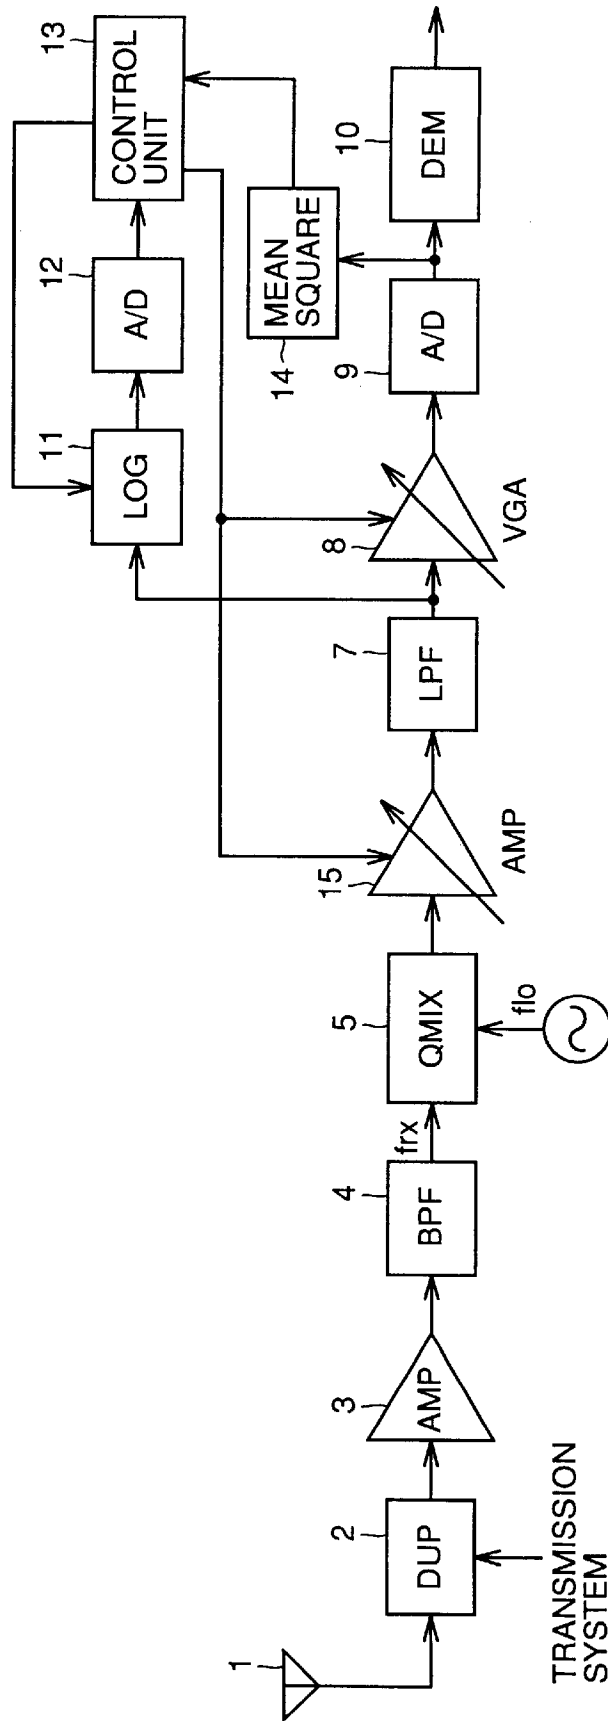 1
2
DUP
TRANSMISSION
SYSTEM
3
AMP
4
BPF
frx
5
QMIX
flo
15
AMP
7
LPF
8
VGA
9
A/D
10
DEM
11
LOG
12
A/D
13
CONTROL
UNIT
14
MEAN
SQUARE